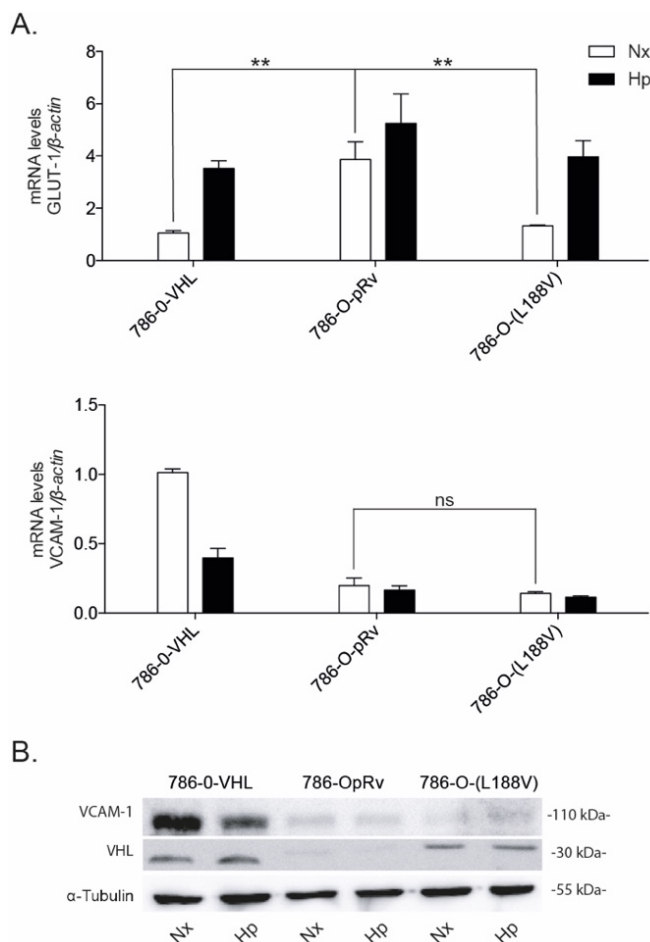 A.
mRNA levels
GLUT-1/β-actin
8
6
4
2
0
**
**
Nx
Hp
786-0-VHL
786-O-pRv
786-O-(L188V)
mRNA levels
VCAM-1/β-actin
1.5
1.0
0.5
0.0
ns
786-0-VHL
786-O-pRv
786-O-(L188V)
B.
786-0-VHL 786-OpRv 786-O-(L188V)
VCAM-1 -110 kDa-
VHL -30 kDa-
α-Tubulin -55 kDa-
Nx Hp Nx Hp Nx Hp